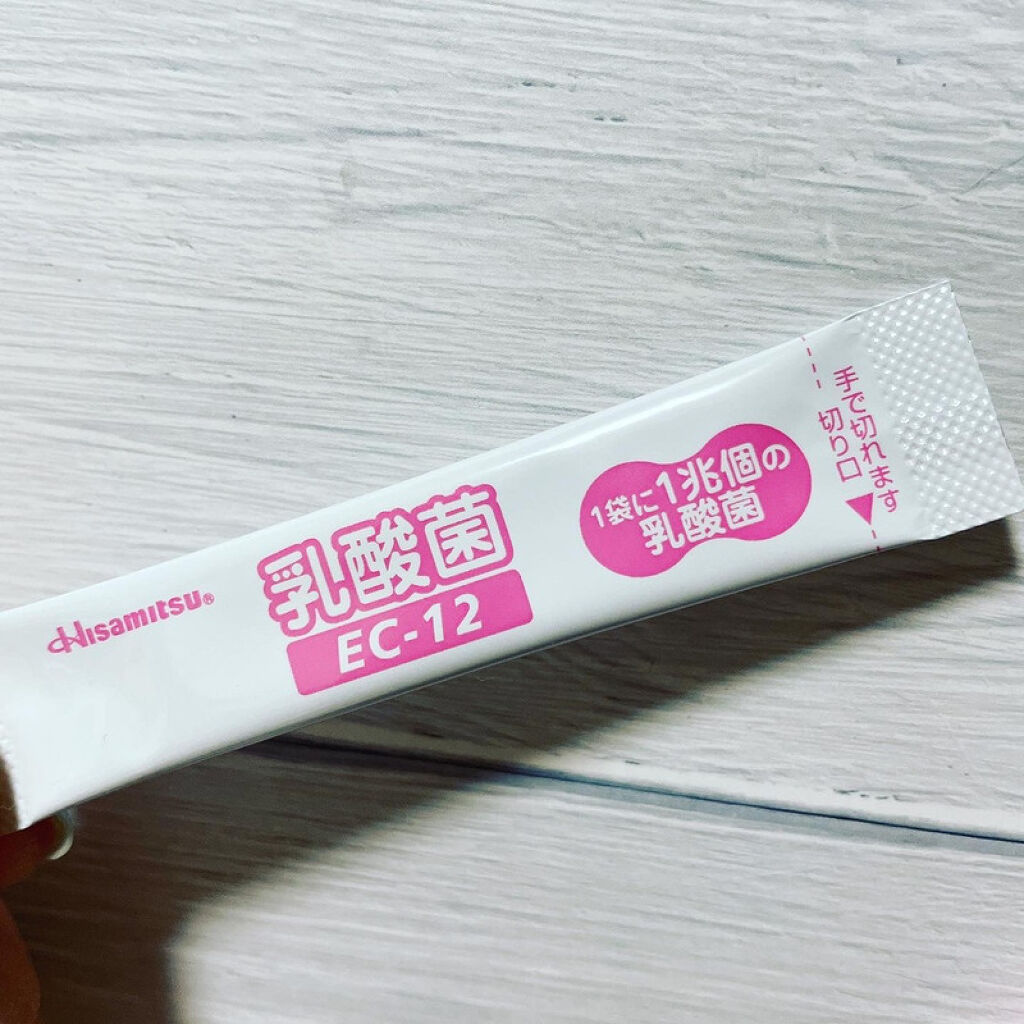 Hisamitsu®
乳酸菌
EC-12
1袋に1兆個の
乳酸菌
手で切れます
切り口